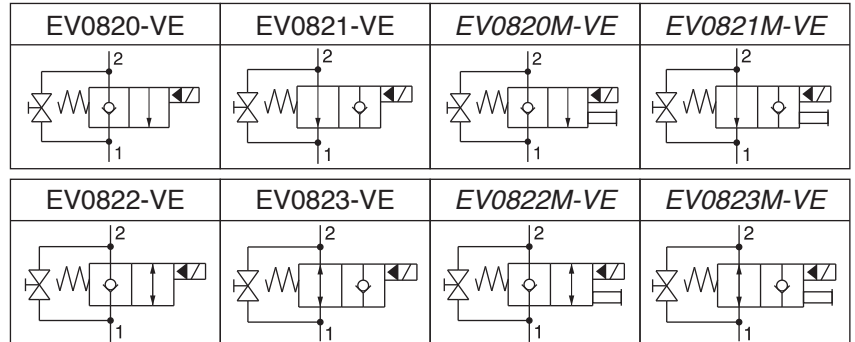 EV0820-VE EV0821-VE EV0820M-VE EV0821M-VE
2 2 2 2
1 1 1 1
EV0822-VE EV0823-VE EV0822M-VE EV0823M-VE
2 2 2 2
1 1 1 1